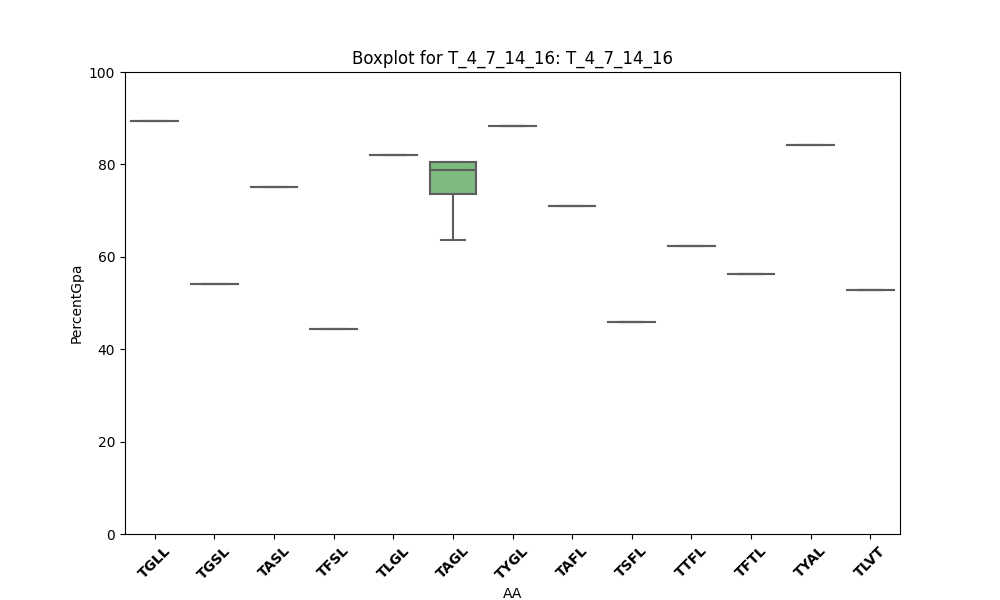 Boxplot for T_4_7_14_16: T_4_7_14_16
100
80
60
40
20
0
PercentGpa
TGLL TGSL TASL TFSL TLGL TAGL TYGL TAFL TSFL TTFL TFTL TYAL TLVT
AA